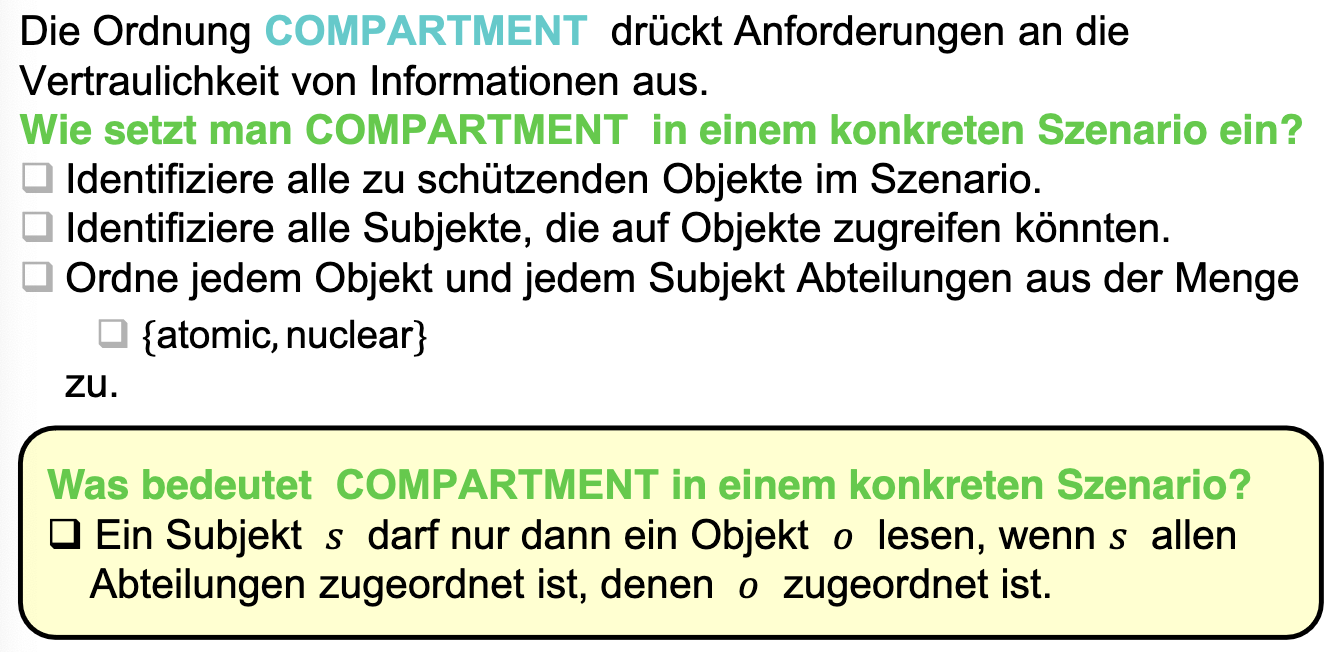 Die Ordnung COMPARTMENT drückt Anforderungen an die
Vertraulichkeit von Informationen aus.
Wie setzt man COMPARTMENT in einem konkreten Szenario ein?
❑ Identifiziere alle zu schützenden Objekte im Szenario.
❑ Identifiziere alle Subjekte, die auf Objekte zugreifen könnten.
❑ Ordne jedem Objekt und jedem Subjekt Abteilungen aus der Menge
❑ {atomic, nuclear}
zu.
Was bedeutet COMPARTMENT in einem konkreten Szenario?
❑ Ein Subjekt s darf nur dann ein Objekt o lesen, wenn s allen
Abteilungen zugeordnet ist, denen o zugeordnet ist.